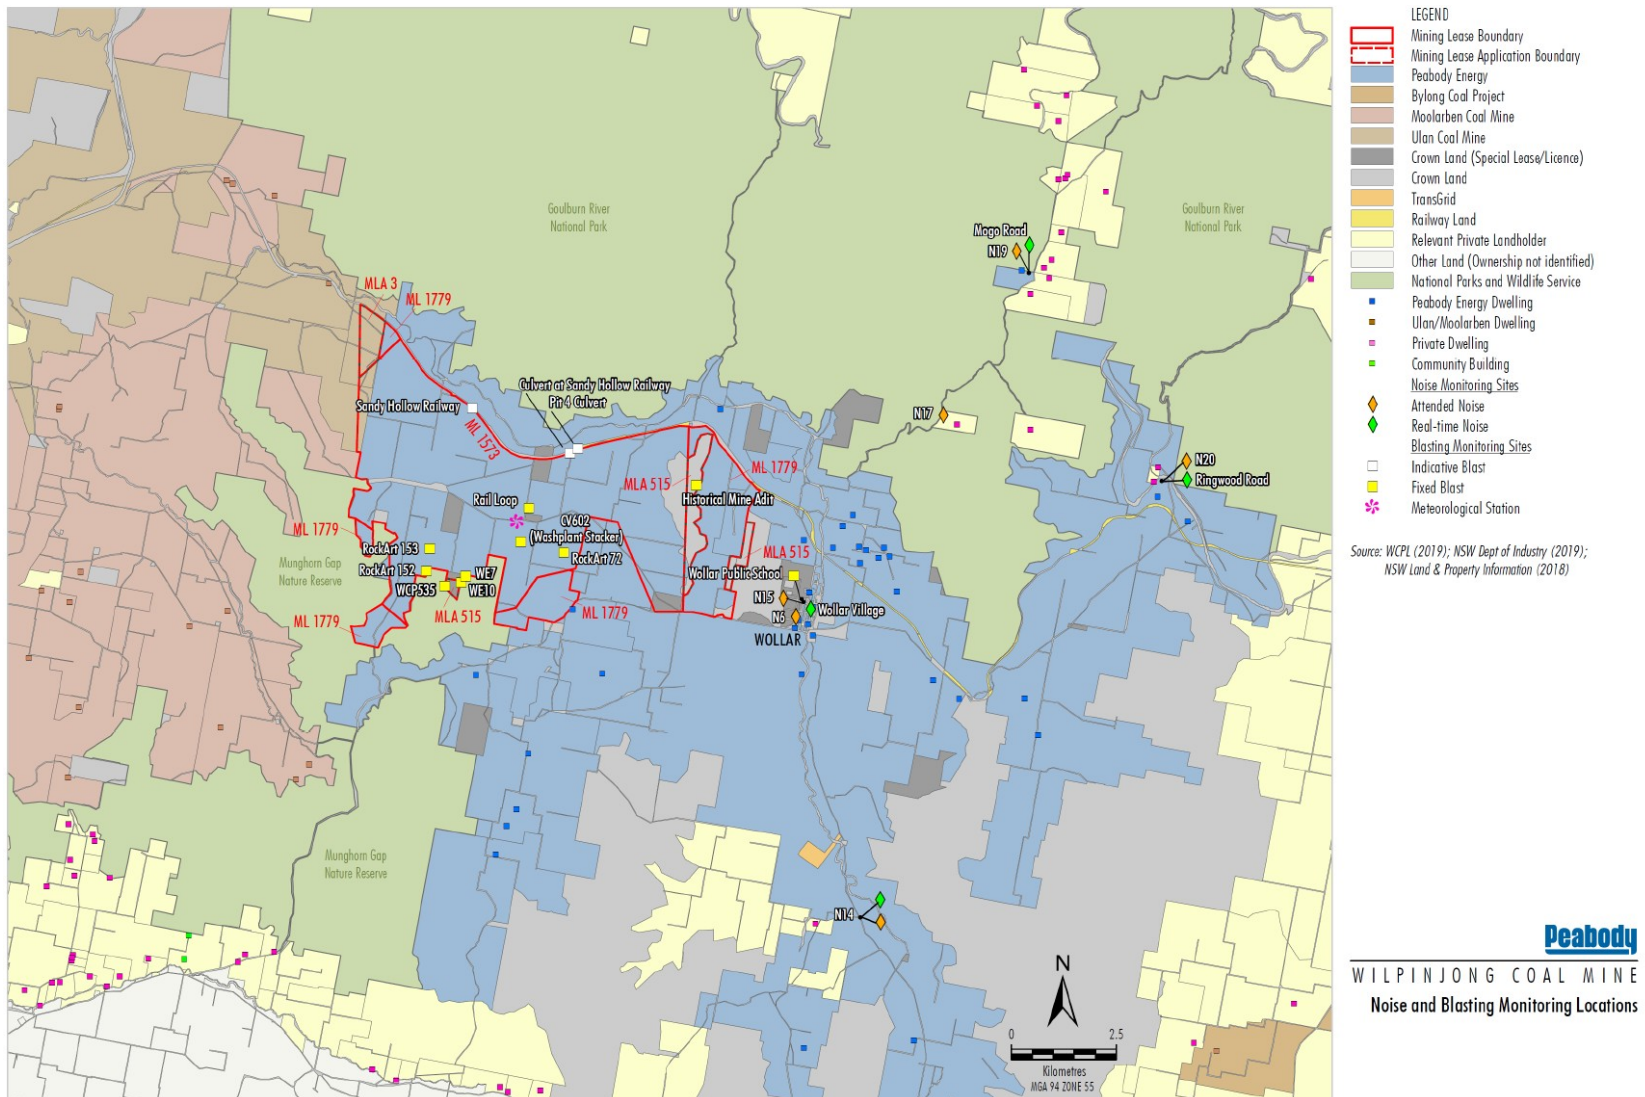 MLA 3
ML 1779
Goulburn River
National Park
Goulburn River
National Park
Mogo Road
N19
Culvert at Sandy Hollow Railway
Pit 4 Culvert
Sandy Hollow Railway
ML 1573
N17
N20
Ringwood Road
ML 1779
MLA 515
Historical Mine Adit
Rail Loop
CV602
(Washplant Stacker)
ML 1779
RockArt 153
RockArt 72
MLA 515
Munghorn Gap
Nature Reserve
RockArt 152
WE7
WCP535
WE10
Wollar Public School
N15
Wollar Village
N6
ML 1779
MLA 515
ML 1779
WOLLAR
Munghorn Gap
Nature Reserve
N14
N
0 2.5
Kilometres
MGA 94 ZONE 55
LEGEND
Mining Lease Boundary
Mining Lease Application Boundary
Peabody Energy
Bylong Coal Project
Moolarben Coal Mine
Ulan Coal Mine
Crown Land (Special Lease/Licence)
Crown Land
TransGrid
Railway Land
Relevant Private Landholder
Other Land (Ownership not identified)
National Parks and Wildlife Service
Peabody Energy Dwelling
Ulan/Moolarben Dwelling
Private Dwelling
Community Building
Noise Monitoring Sites
Attended Noise
Real-time Noise
Blasting Monitoring Sites
Indicative Blast
Fixed Blast
Meteorological Station
Source: WCPL (2019); NSW Dept of Industry (2019);
NSW Land & Property Information (2018)
Peabody
WILPINJONG COAL MINE
Noise and Blasting Monitoring Locations